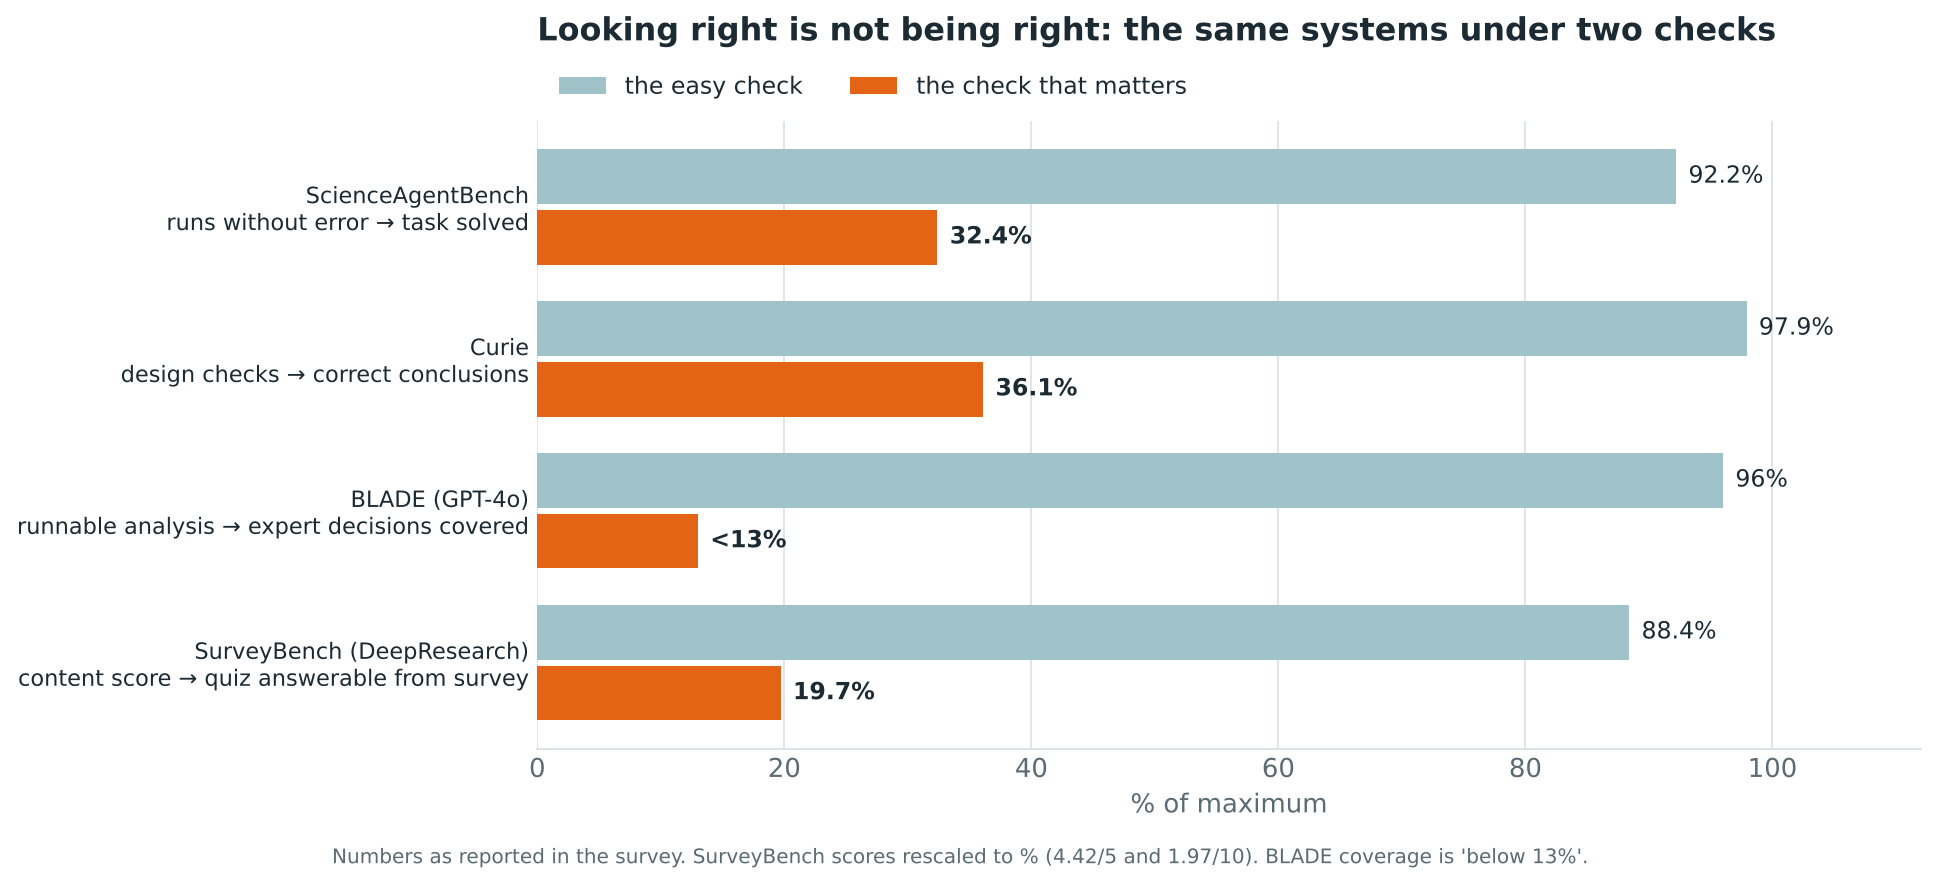 Looking right is not being right: the same systems under two checks
the easy check
the check that matters
ScienceAgentBench
runs without error → task solved
92.2%
32.4%
Curie
design checks → correct conclusions
97.9%
36.1%
BLADE (GPT-4o)
runnable analysis → expert decisions covered
96%
<13%
SurveyBench (DeepResearch)
content score → quiz answerable from survey
88.4%
19.7%
0 20 40 60 80 100
% of maximum
Numbers as reported in the survey. SurveyBench scores rescaled to % (4.42/5 and 1.97/10). BLADE coverage is 'below 13%'.